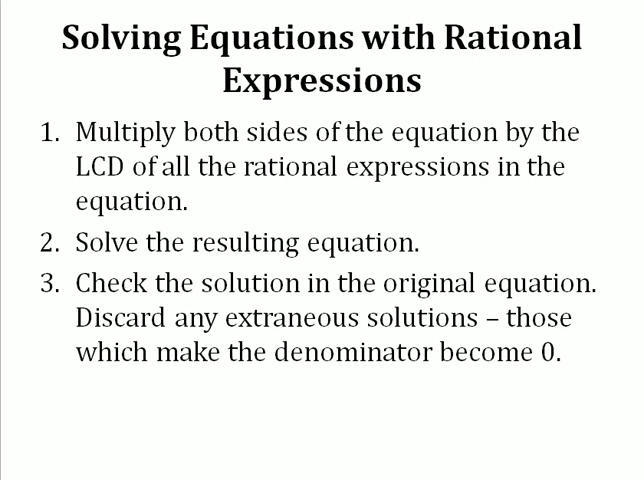 Solving Equations with Rational
Expressions
1. Multiply both sides of the equation by the
LCD of all the rational expressions in the
equation.
2. Solve the resulting equation.
3. Check the solution in the original equation.
Discard any extraneous solutions – those
which make the denominator become 0.